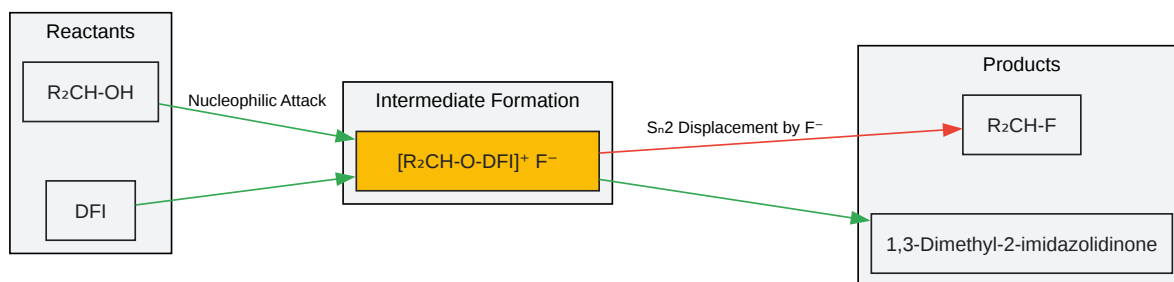 Reactants
R₂CH-OH
DFI
Nucleophilic Attack
Intermediate Formation
[R₂CH-O-DFI]⁺ F⁻
Sₙ2 Displacement by F⁻
Products
R₂CH-F
1,3-Dimethyl-2-imidazolidinone